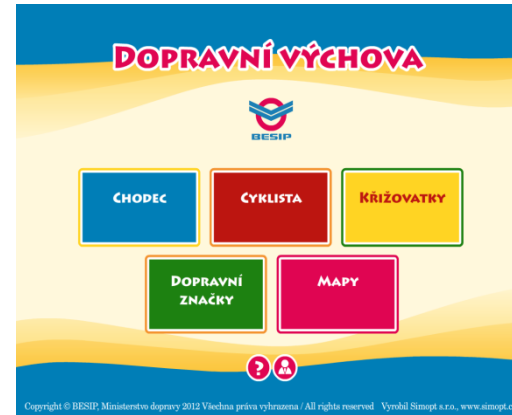 DOPRAVNÍ VÝCHOVA
BESIP
CHODEC
CYKLISTA
KŘIŽOVATKY
DOPRAVNÍ
ZNAČKY
MAPY
?
Copyright © BESIP, Ministerstvo dopravy 2012 Všechna práva vyhrazena / All rights reserved Vyrobil Simopt s.r.o., www.simopt.c